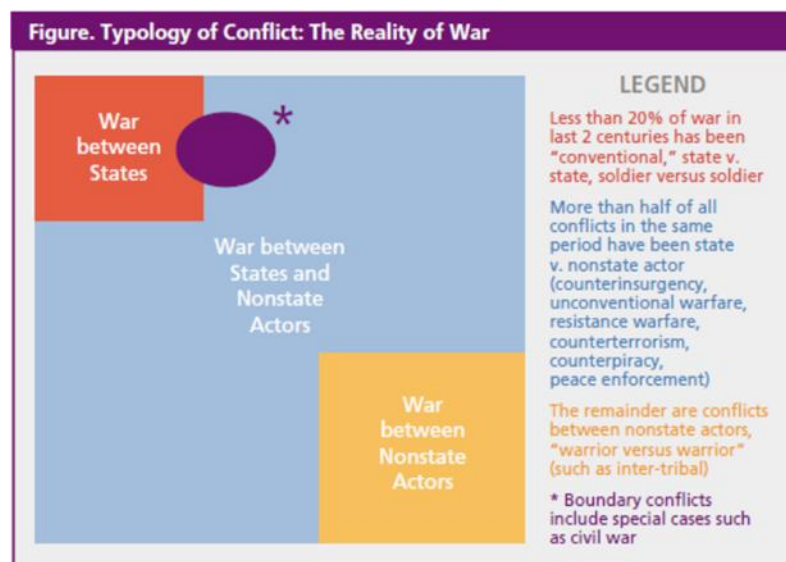 Figure. Typology of Conflict: The Reality of War
War
between
States
*
War between
States and
Nonstate
Actors
War
between
Nonstate
Actors
LEGEND
Less than 20% of war in
last 2 centuries has been
“conventional,” state v.
state, soldier versus soldier
More than half of all
conflicts in the same
period have been state
v. nonstate actor
(counterinsurgency,
unconventional warfare,
resistance warfare,
counterterrorism,
counterpiracy,
peace enforcement)
The remainder are conflicts
between nonstate actors,
“warrior versus warrior”
(such as inter-tribal)
* Boundary conflicts
include special cases such
as civil war